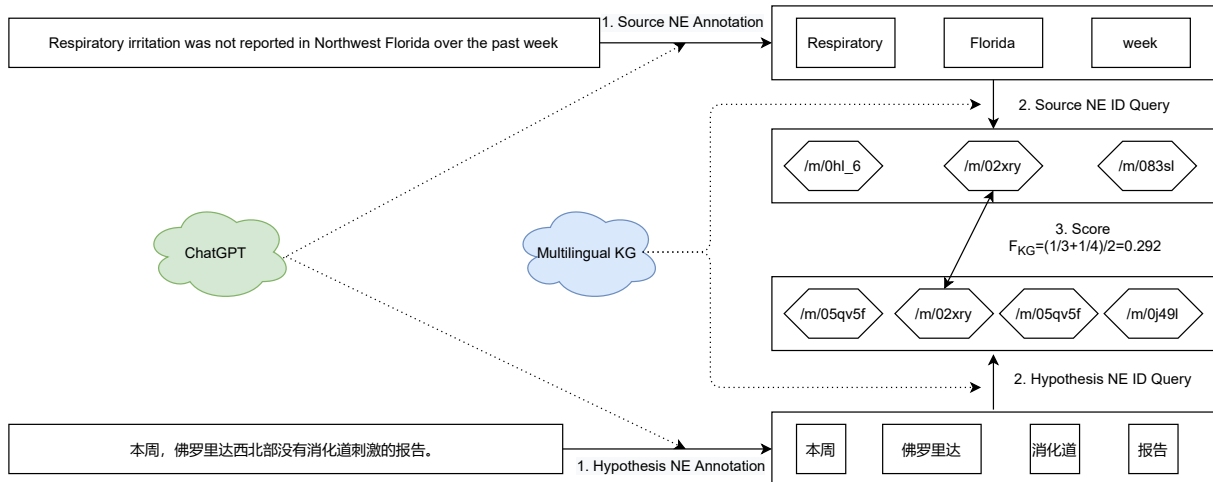 1. Source NE Annotation
Respiratory irritation was not reported in Northwest Florida over the past week
Respiratory
Florida
week
2. Source NE ID Query
/m/0hl_6
/m/02xry
/m/083sl
ChatGPT
Multilingual KG
3. Score
F_KG=(1/3+1/4)/2=0.292
/m/05qv5f
/m/02xry
/m/05qv5f
/m/0j49l
2. Hypothesis NE ID Query
本周，佛罗里达西北部没有消化道刺激的报告。
1. Hypothesis NE Annotation
本周
佛罗里达
消化道
报告